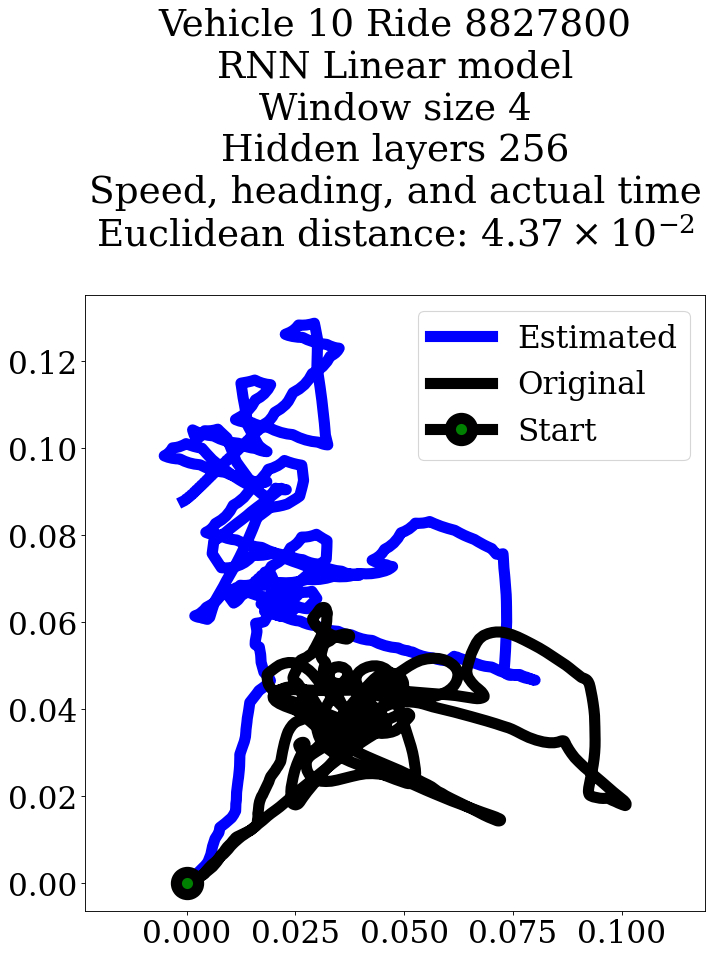 Vehicle 10 Ride 8827800
RNN Linear model
Window size 4
Hidden layers 256
Speed, heading, and actual time
Euclidean distance: 4.37 × 10⁻²
Estimated
Original
Start
0.12
0.10
0.08
0.06
0.04
0.02
0.00
0.000 0.025 0.050 0.075 0.100